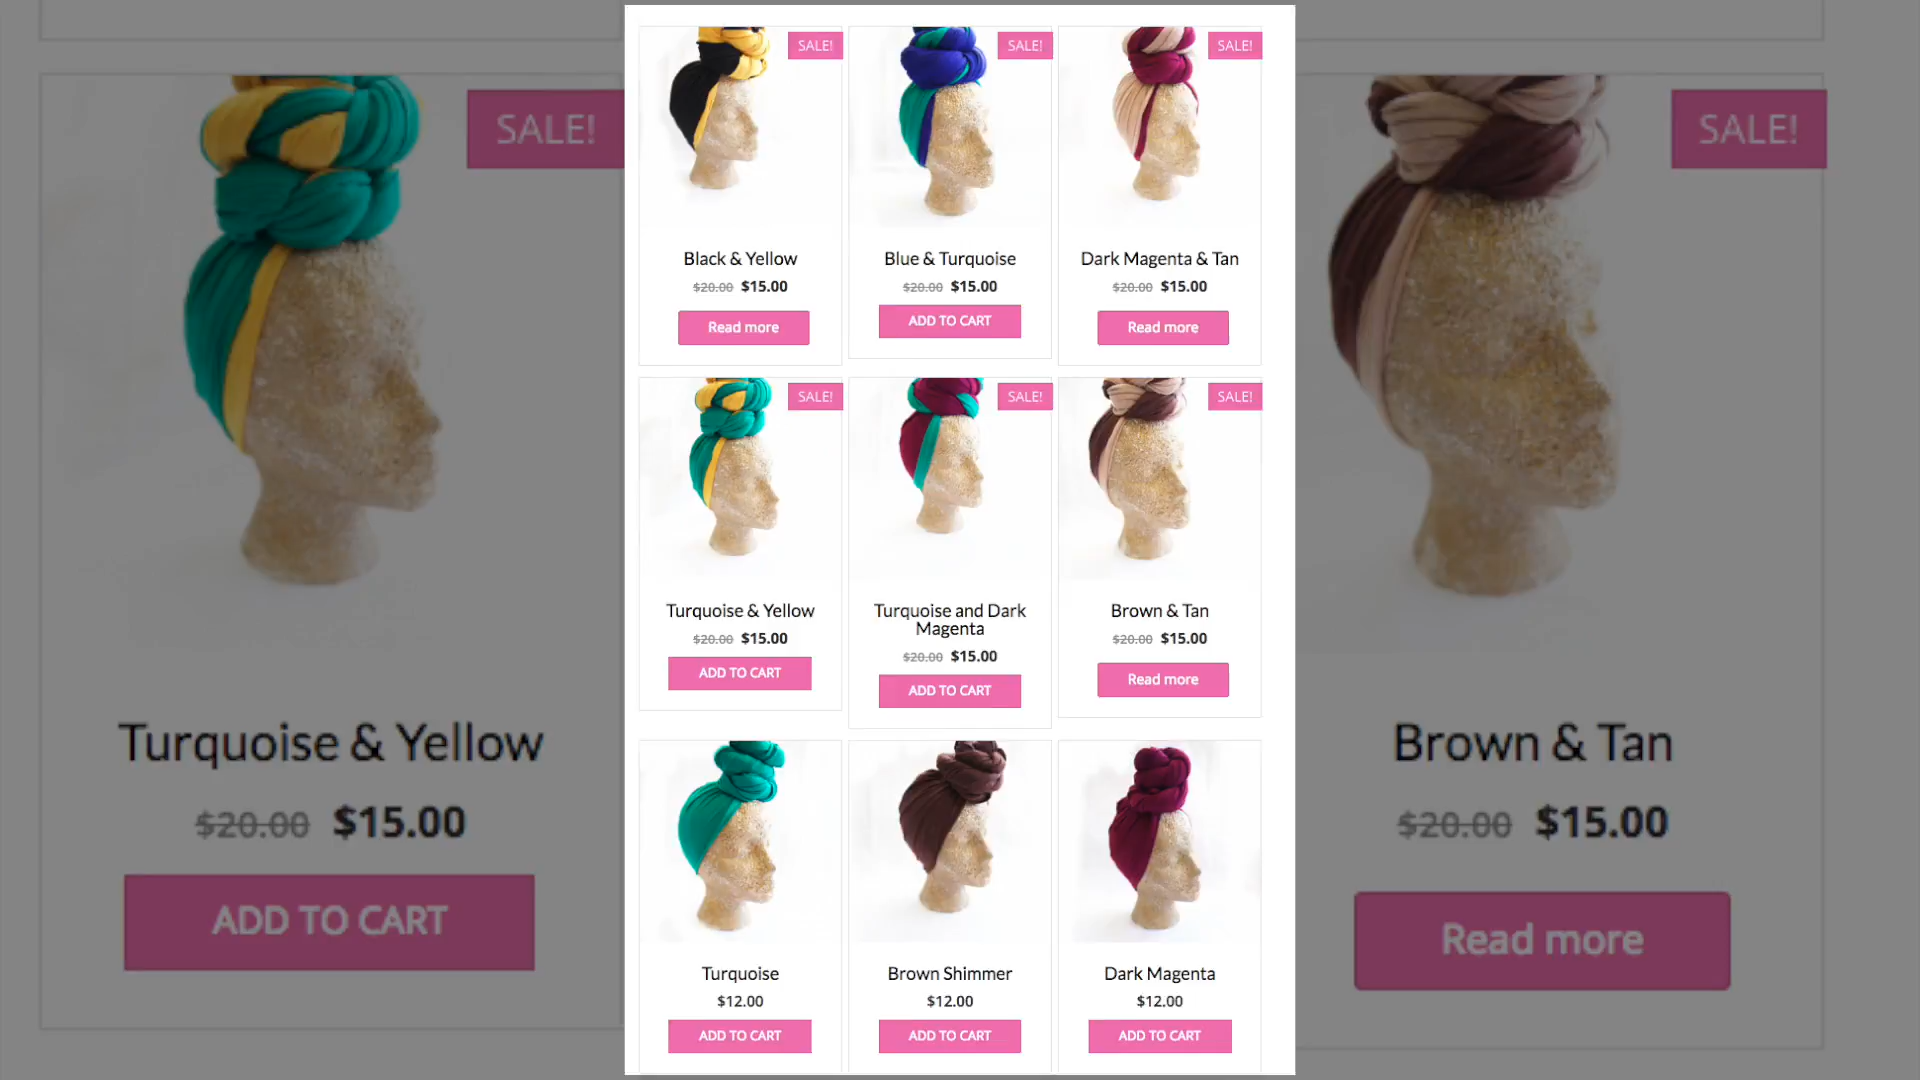 SALE!
Turquoise & Yellow
$20.00 $15.00
ADD TO CART
SALE!
Black & Yellow
$20.00 $15.00
Read more
SALE!
Blue & Turquoise
$20.00 $15.00
ADD TO CART
SALE!
Dark Magenta & Tan
$20.00 $15.00
Read more
SALE!
Turquoise & Yellow
$20.00 $15.00
ADD TO CART
SALE!
Turquoise and Dark
Magenta
$20.00 $15.00
ADD TO CART
SALE!
Brown & Tan
$20.00 $15.00
Read more
Turquoise
$12.00
ADD TO CART
Brown Shimmer
$12.00
ADD TO CART
Dark Magenta
$12.00
ADD TO CART
SALE!
Brown & Tan
$20.00 $15.00
Read more